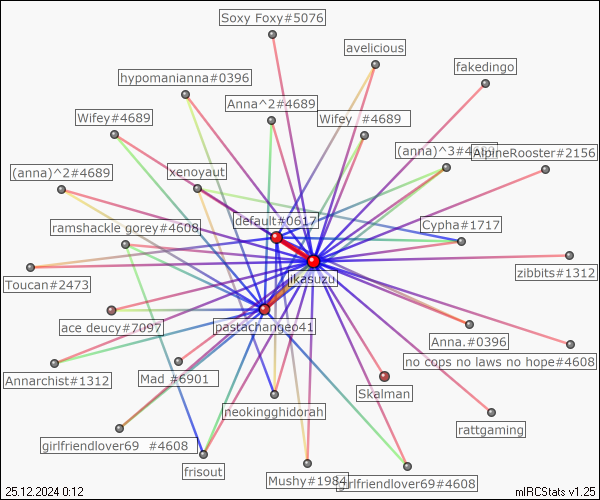 Soxy Foxy#5076
avelicious
fakedingo
hypomanianna#0396
Anna^2#4689
Wifey #4689
Wifey#4689
(anna)^3#4
AlpineRooster#2156
(anna)^2#4689
xenoyaut
default#0617
Cypha#1717
ramshackle gorey#4608
zibbits#1312
Toucan#2473
ikasuzu
ace deucy#7097
pastachangeo41
Anna.#0396
no cops no laws no hope#4608
Annarchist#1312
Mad #6901
Skalman
neokingghidorah
rattgaming
girlfriendlover69 #4608
frisout
Mushy#1984
girlfriendlover69#4608
25.12.2024 0:12
mIRCStats v1.25